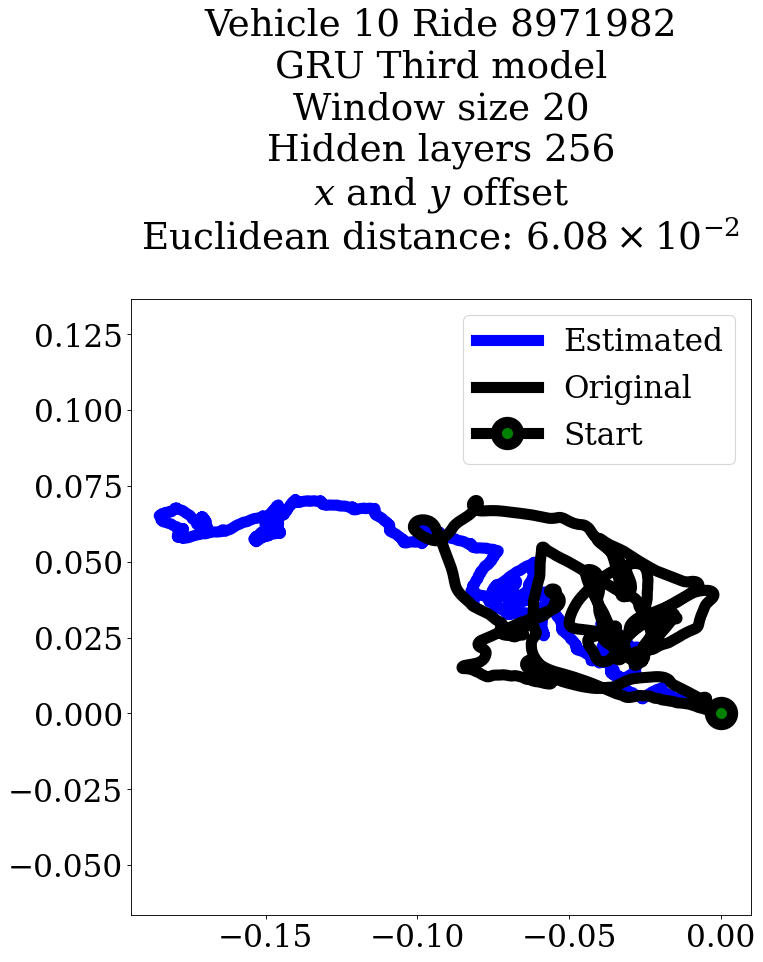 Vehicle 10 Ride 8971982
GRU Third model
Window size 20
Hidden layers 256
x and y offset
Euclidean distance: 6.08 × 10⁻²
Estimated
Original
Start
0.125
0.100
0.075
0.050
0.025
0.000
−0.025
−0.050
−0.15
−0.10
−0.05
0.00